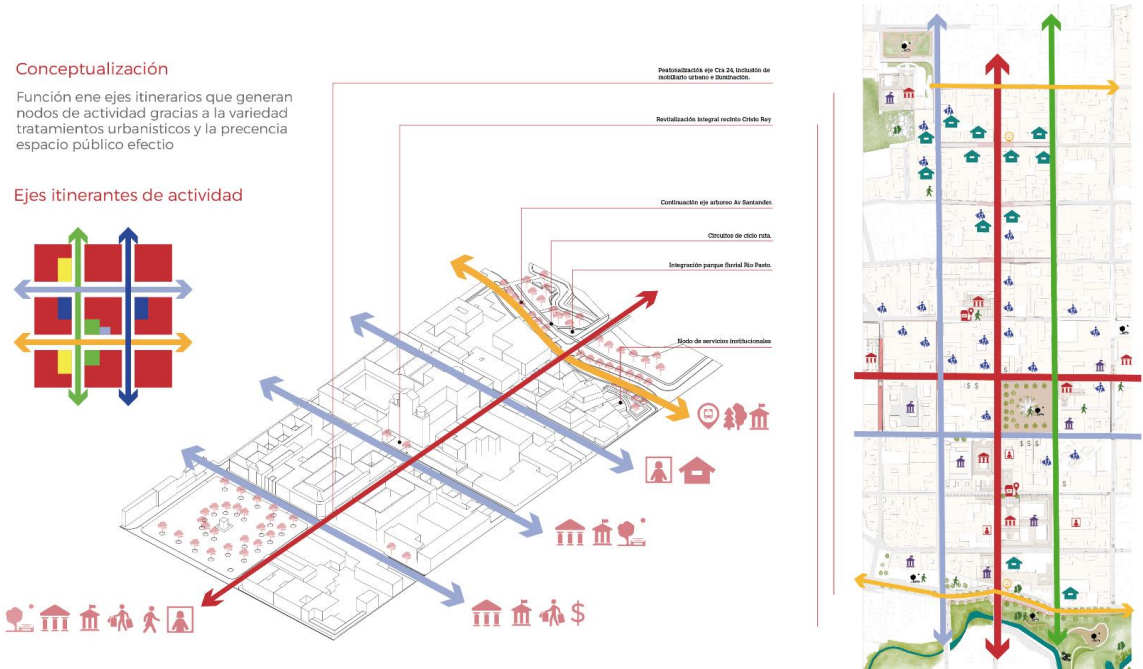 Conceptualización
Función ene ejes itinerarios que generan
nodos de actividad gracias a la variedad
tratamientos urbanisticos y la precencia
espacio público efectio
Ejes itinerantes de actividad
Peatonalización eje Cra 24, inclusión de
mobiliario urbano e iluminación.
Revitalización integral recinto Cristo Rey
Continuación eje arboreo Av Santander.
Circuitos de ciclo ruta.
Integración parque fluvial Río Pasto.
Nodo de servicios institucionales
$
$ $
$ $ $
$